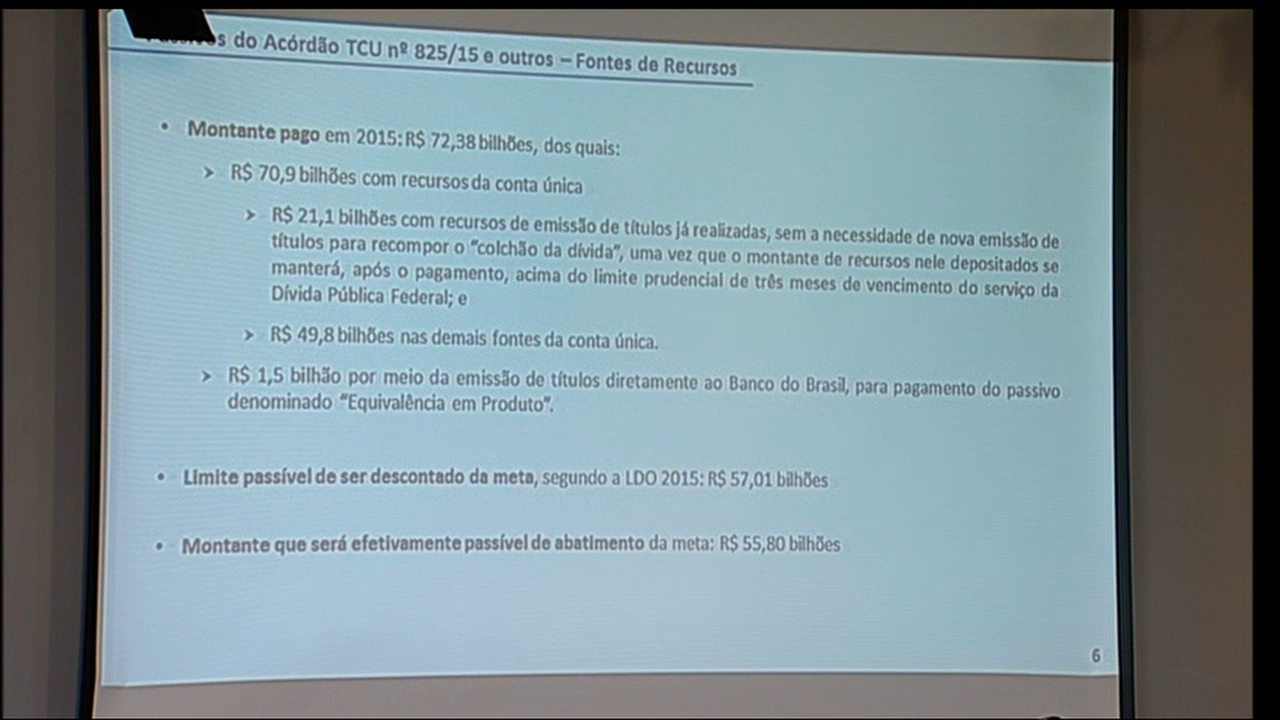 do Acórdão TCU nº 825/15 e outros – Fontes de Recursos
• Montante pago em 2015: R$ 72,38 bilhões, dos quais:
➢ R$ 70,9 bilhões com recursos da conta única
➢ R$ 21,1 bilhões com recursos de emissão de títulos já realizadas, sem a necessidade de nova emissão de
títulos para recompor o "colchão da dívida", uma vez que o montante de recursos nele depositados se
manterá, após o pagamento, acima do limite prudencial de três meses de vencimento do serviço da
Dívida Pública Federal; e
➢ R$ 49,8 bilhões nas demais fontes da conta única.
➢ R$ 1,5 bilhão por meio da emissão de títulos diretamente ao Banco do Brasil, para pagamento do passivo
denominado "Equivalência em Produto".
• Limite passível de ser descontado da meta, segundo a LDO 2015: R$ 57,01 bilhões
• Montante que será efetivamente passível de abatimento da meta: R$ 55,80 bilhões
6